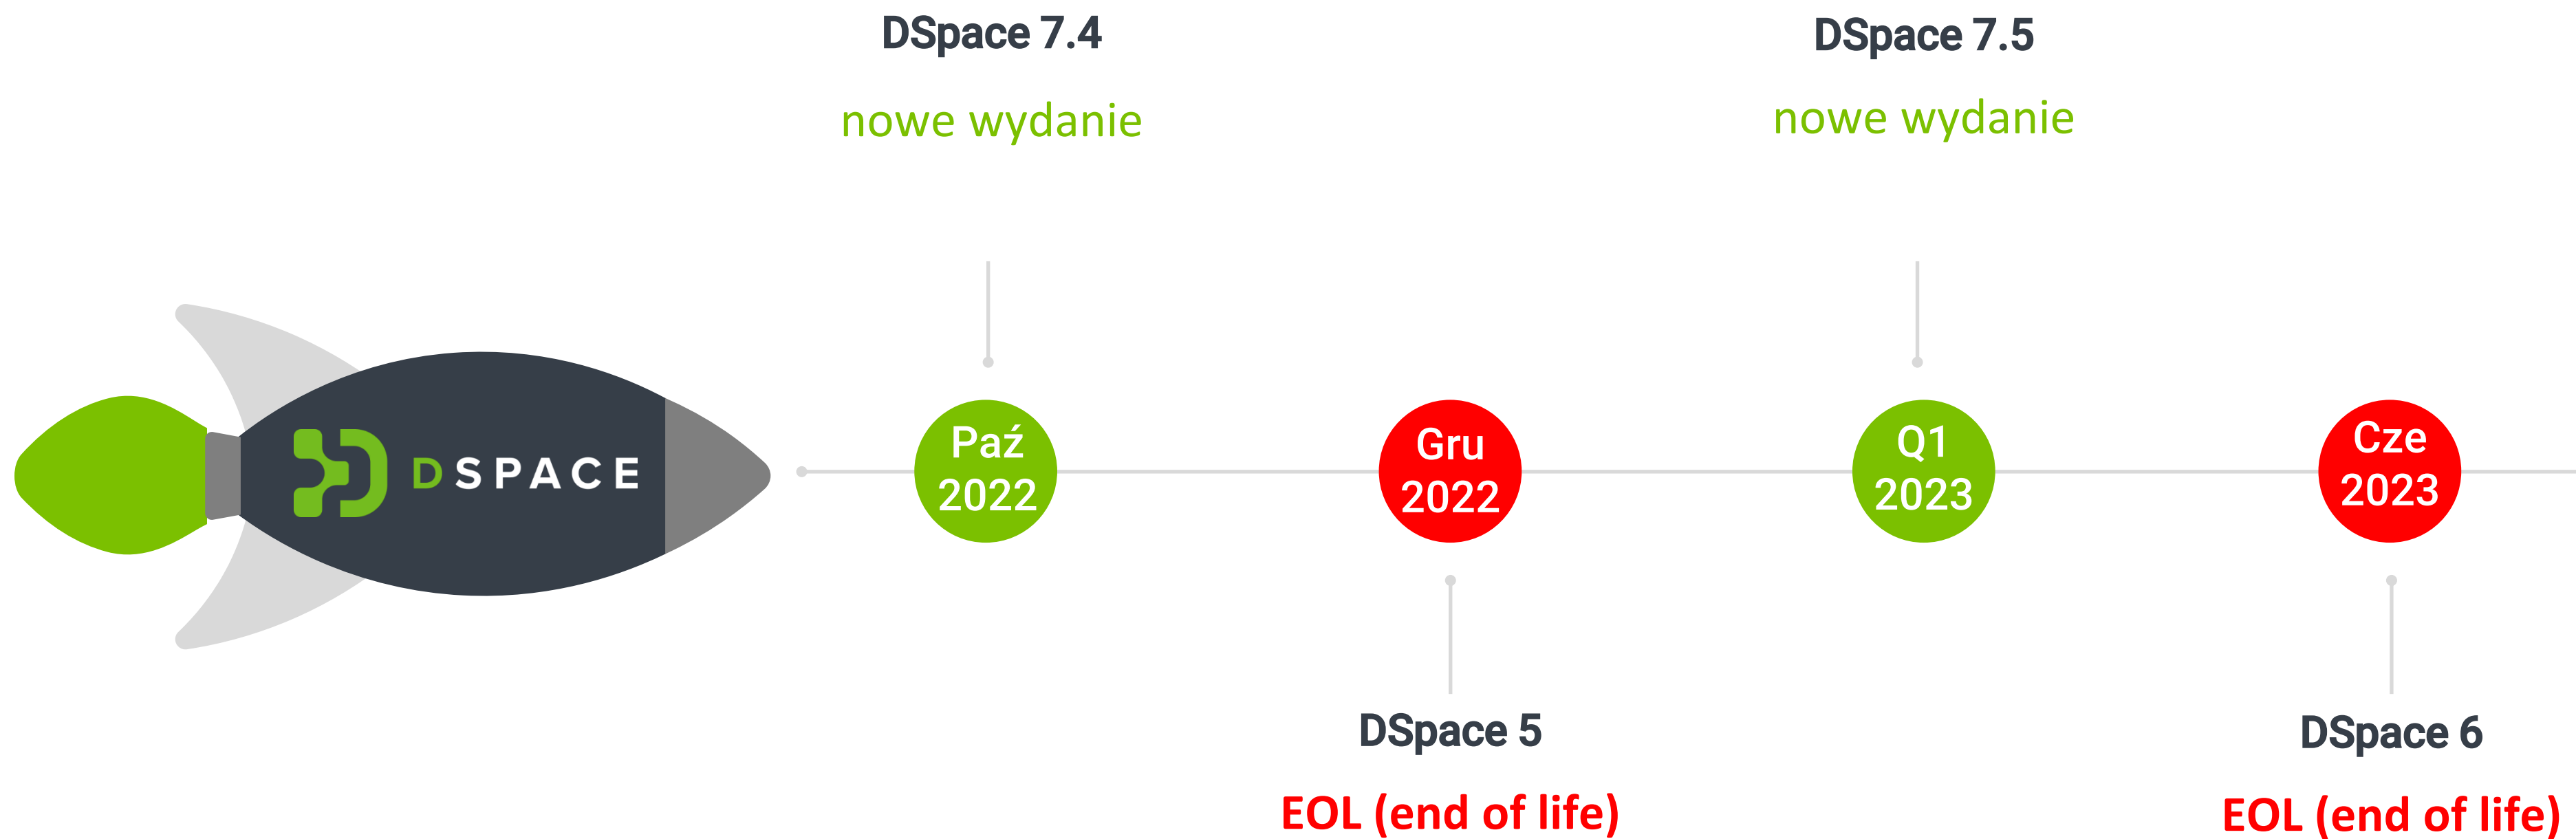 DSpace 7.4
nowe wydanie
DSpace 7.5
nowe wydanie
DSPACE
Paź
2022
Gru
2022
Q1
2023
Cze
2023
DSpace 5
EOL (end of life)
DSpace 6
EOL (end of life)